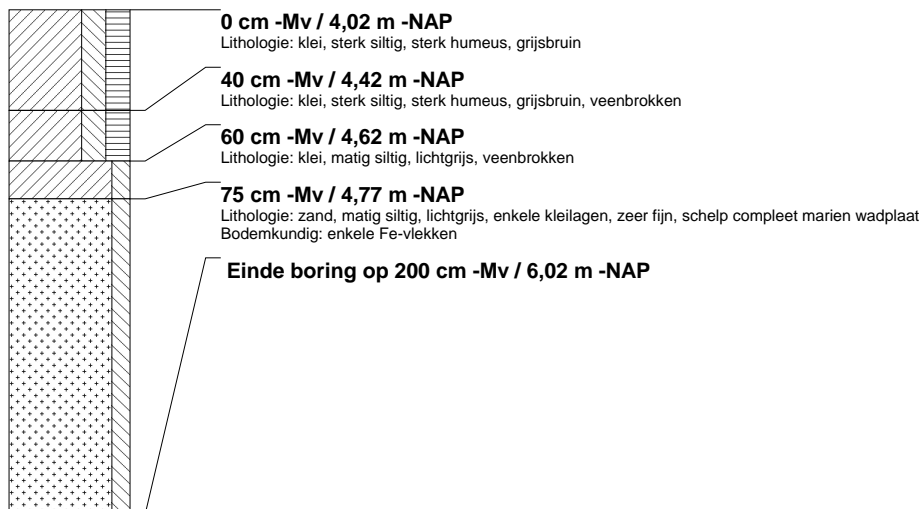 0 cm -Mv / 4,02 m -NAP
Lithologie: klei, sterk siltig, sterk humeus, grijsbruin
40 cm -Mv / 4,42 m -NAP
Lithologie: klei, sterk siltig, sterk humeus, grijsbruin, veenbrokken
60 cm -Mv / 4,62 m -NAP
Lithologie: klei, matig siltig, lichtgrijs, veenbrokken
75 cm -Mv / 4,77 m -NAP
Lithologie: zand, matig siltig, lichtgrijs, enkele kleilagen, zeer fijn, schelp compleet marien wadplaat
Bodemkundig: enkele Fe-vlekken
Einde boring op 200 cm -Mv / 6,02 m -NAP